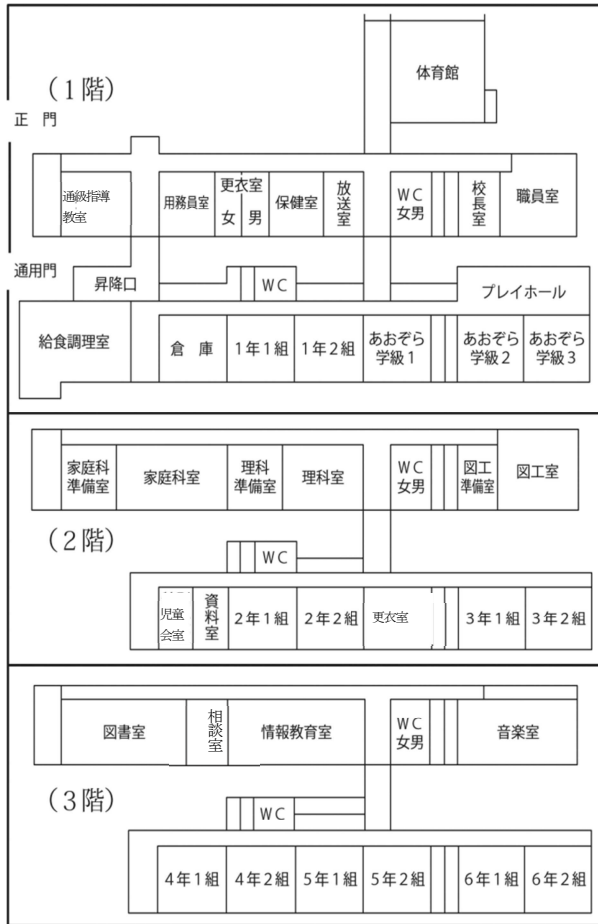 体育館
（１階）
正　門
通級指導
教室
用務員室
更衣室
女
男
保健室
放送室
ＷＣ
女男
校長室
職員室
通用門
昇降口
ＷＣ
プレイホール
給食調理室
倉　庫
１年１組
１年２組
あおぞら
学級１
あおぞら
学級２
あおぞら
学級３
家庭科
準備室
家庭科室
理科
準備室
理科室
ＷＣ
女男
図工
準備室
図工室
（２階）
ＷＣ
児童
会室
資料室
２年１組
２年２組
更衣室
３年１組
３年２組
図書室
相談室
情報教育室
ＷＣ
女男
音楽室
（３階）
ＷＣ
４年１組
４年２組
５年１組
５年２組
６年１組
６年２組